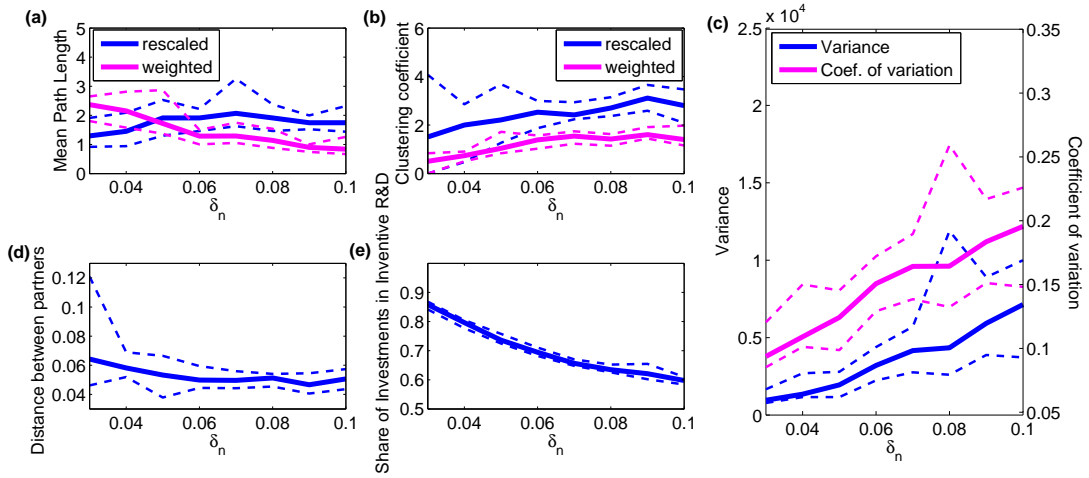 (a)
Mean Path Length
5
4
3
2
1
0
rescaled
weighted
0.04 0.06 0.08 0.1
δn
(b)
Clustering coefficient
6
4
2
0
rescaled
weighted
0.04 0.06 0.08 0.1
δn
(c)
x 10^4
Variance
2.5
2
1.5
1
0.5
0
Variance
Coef. of variation
0.35
0.3
0.25
0.2
0.15
0.1
0.05
Coefficient of variation
0.04 0.06 0.08 0.1
δn
(d)
Distance between partners
0.12
0.1
0.08
0.06
0.04
0.04 0.06 0.08 0.1
δn
(e)
Share of Investments in Inventive R&D
0.9
0.8
0.7
0.6
0.5
0.04 0.06 0.08 0.1
δn